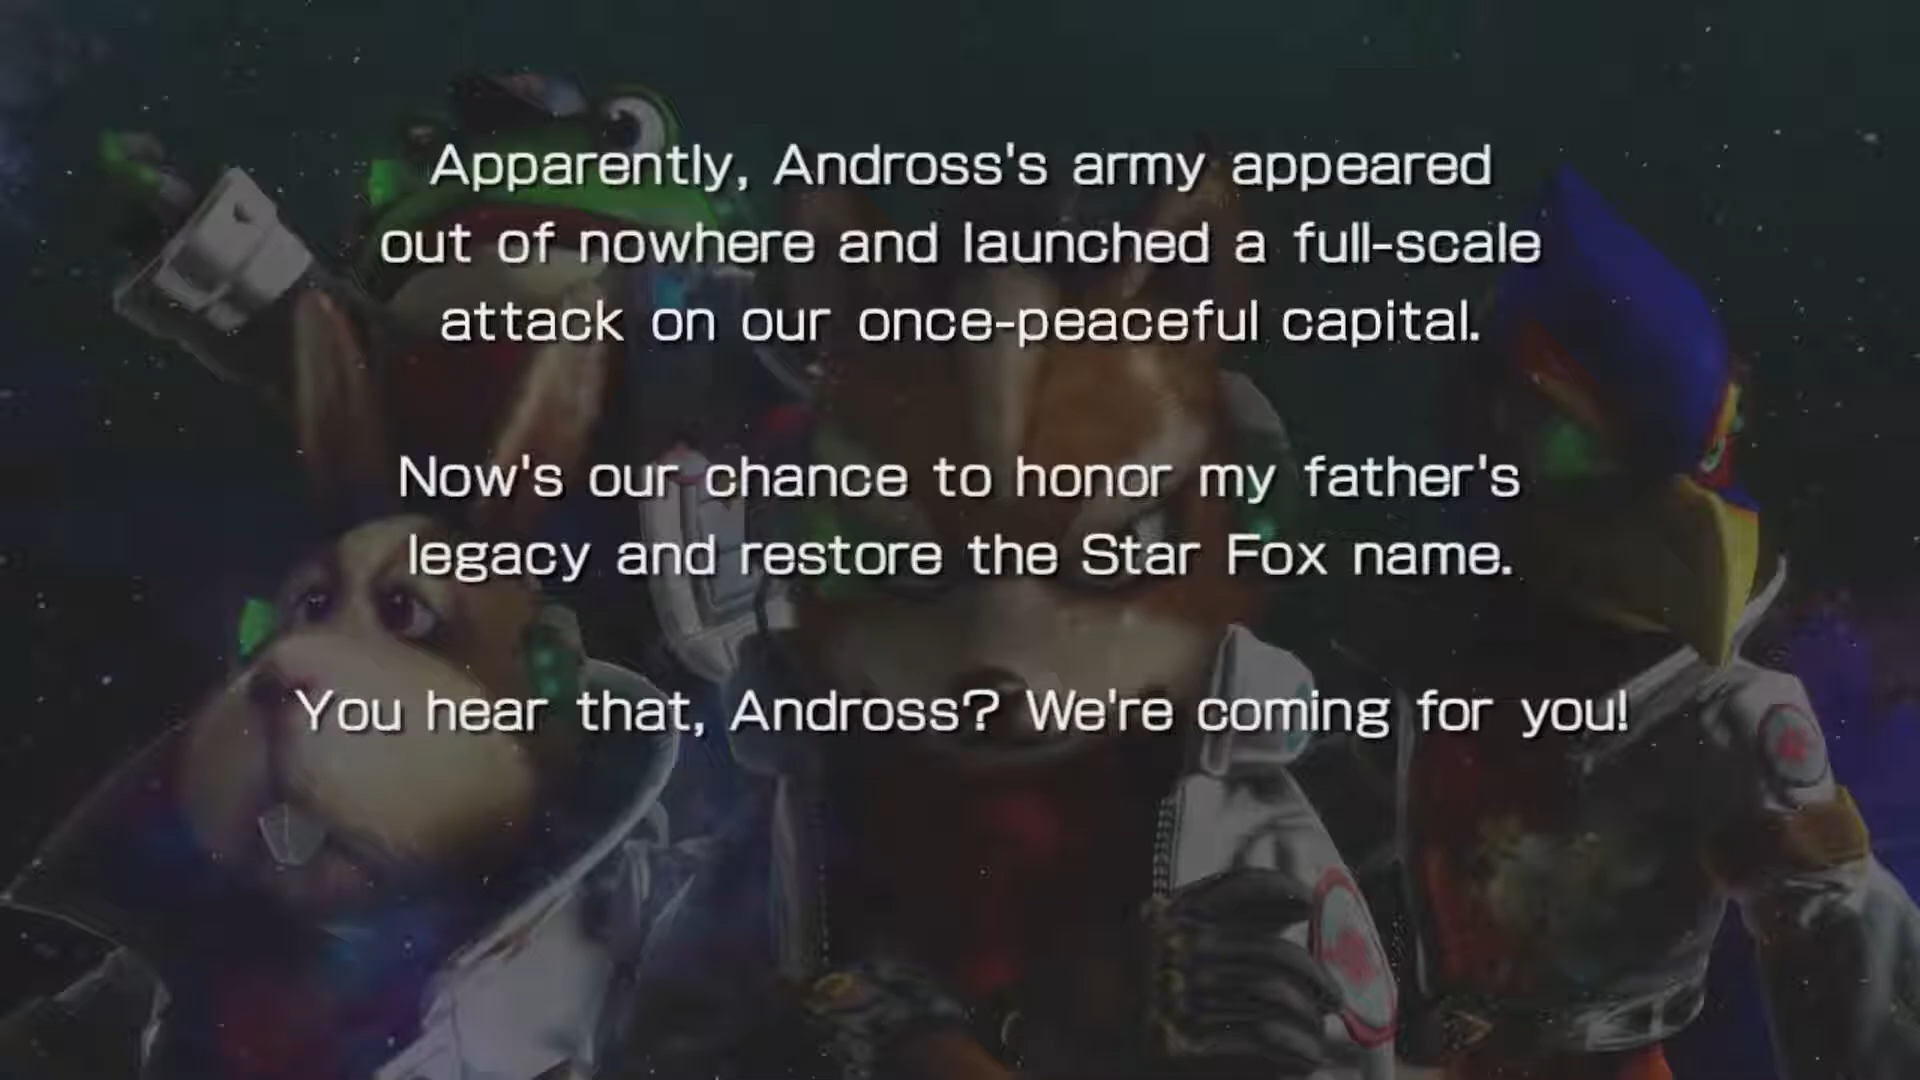 Apparently, Andross's army appeared
out of nowhere and launched a full-scale
attack on our once-peaceful capital.
Now's our chance to honor my father's
legacy and restore the Star Fox name.
You hear that, Andross? We're coming for you!